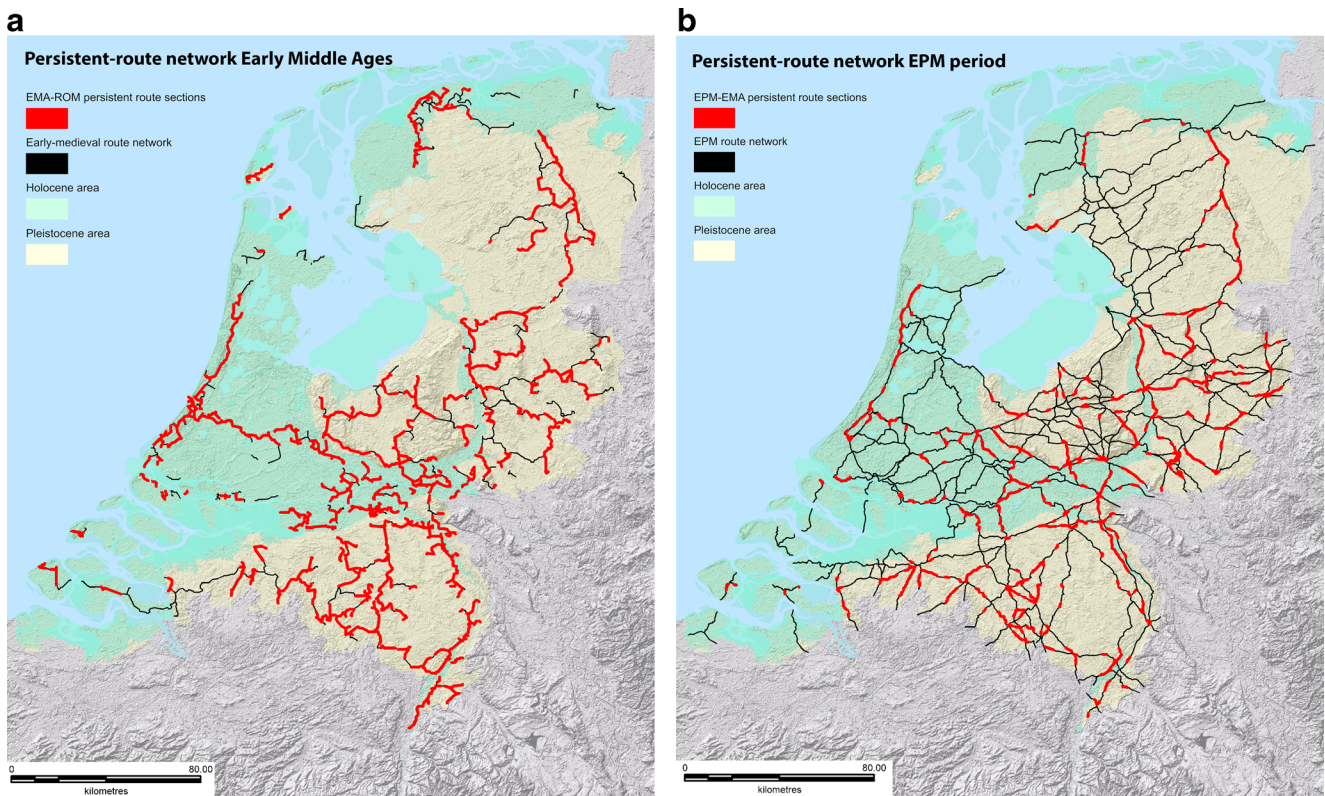 a
Persistent-route network Early Middle Ages
EMA-ROM persistent route sections
Early-medieval route network
Holocene area
Pleistocene area
0 80.00
kilometres
b
Persistent-route network EPM period
EPM-EMA persistent route sections
EPM route network
Holocene area
Pleistocene area
0 80.00
kilometres